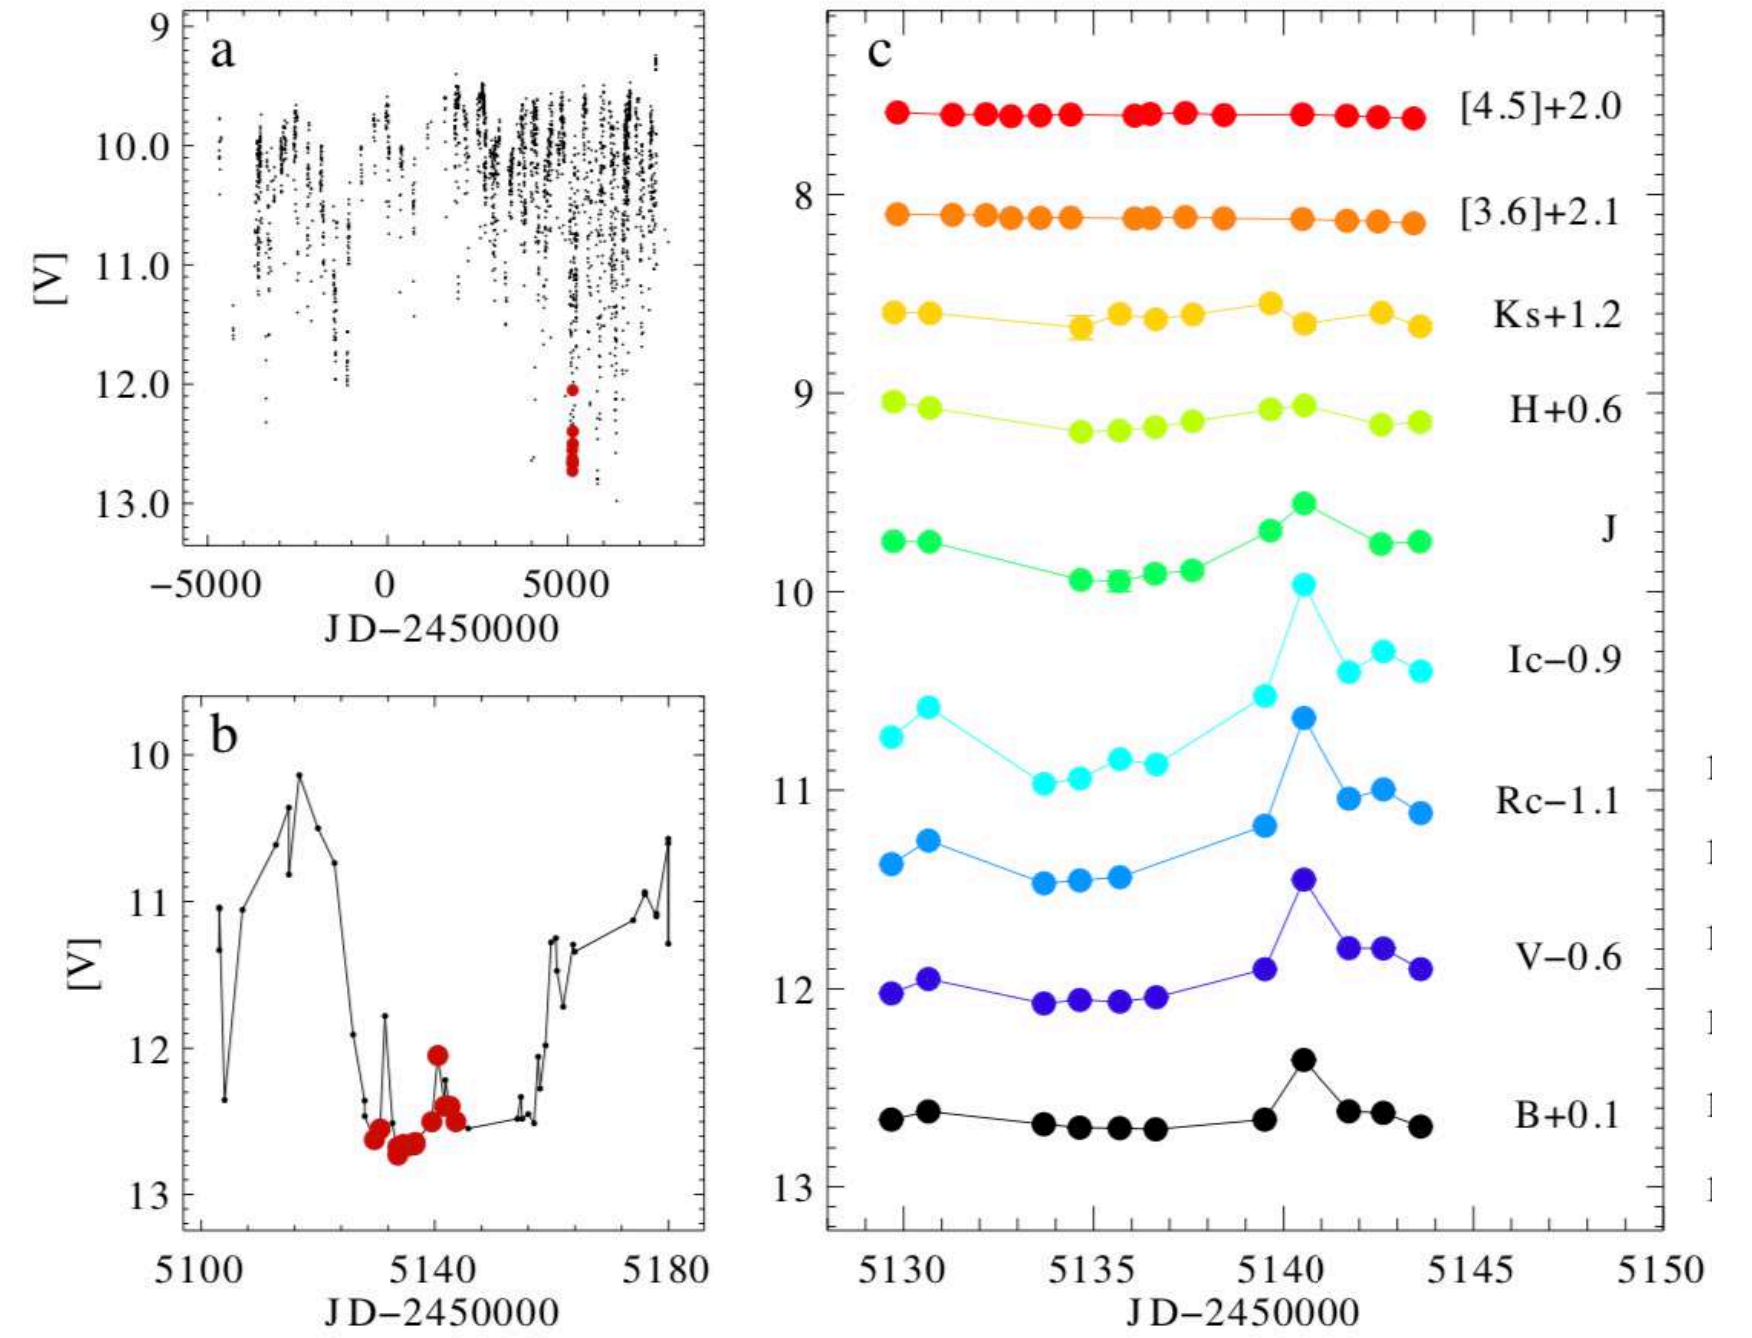 a
9
10.0
11.0
12.0
13.0
[V]
−5000 0 5000
JD−2450000
b
10
11
12
13
[V]
5100 5140 5180
JD−2450000
c
8
9
10
11
12
13
[4.5]+2.0
[3.6]+2.1
Ks+1.2
H+0.6
J
Ic−0.9
Rc−1.1
V−0.6
B+0.1
5130 5135 5140 5145 5150
JD−2450000